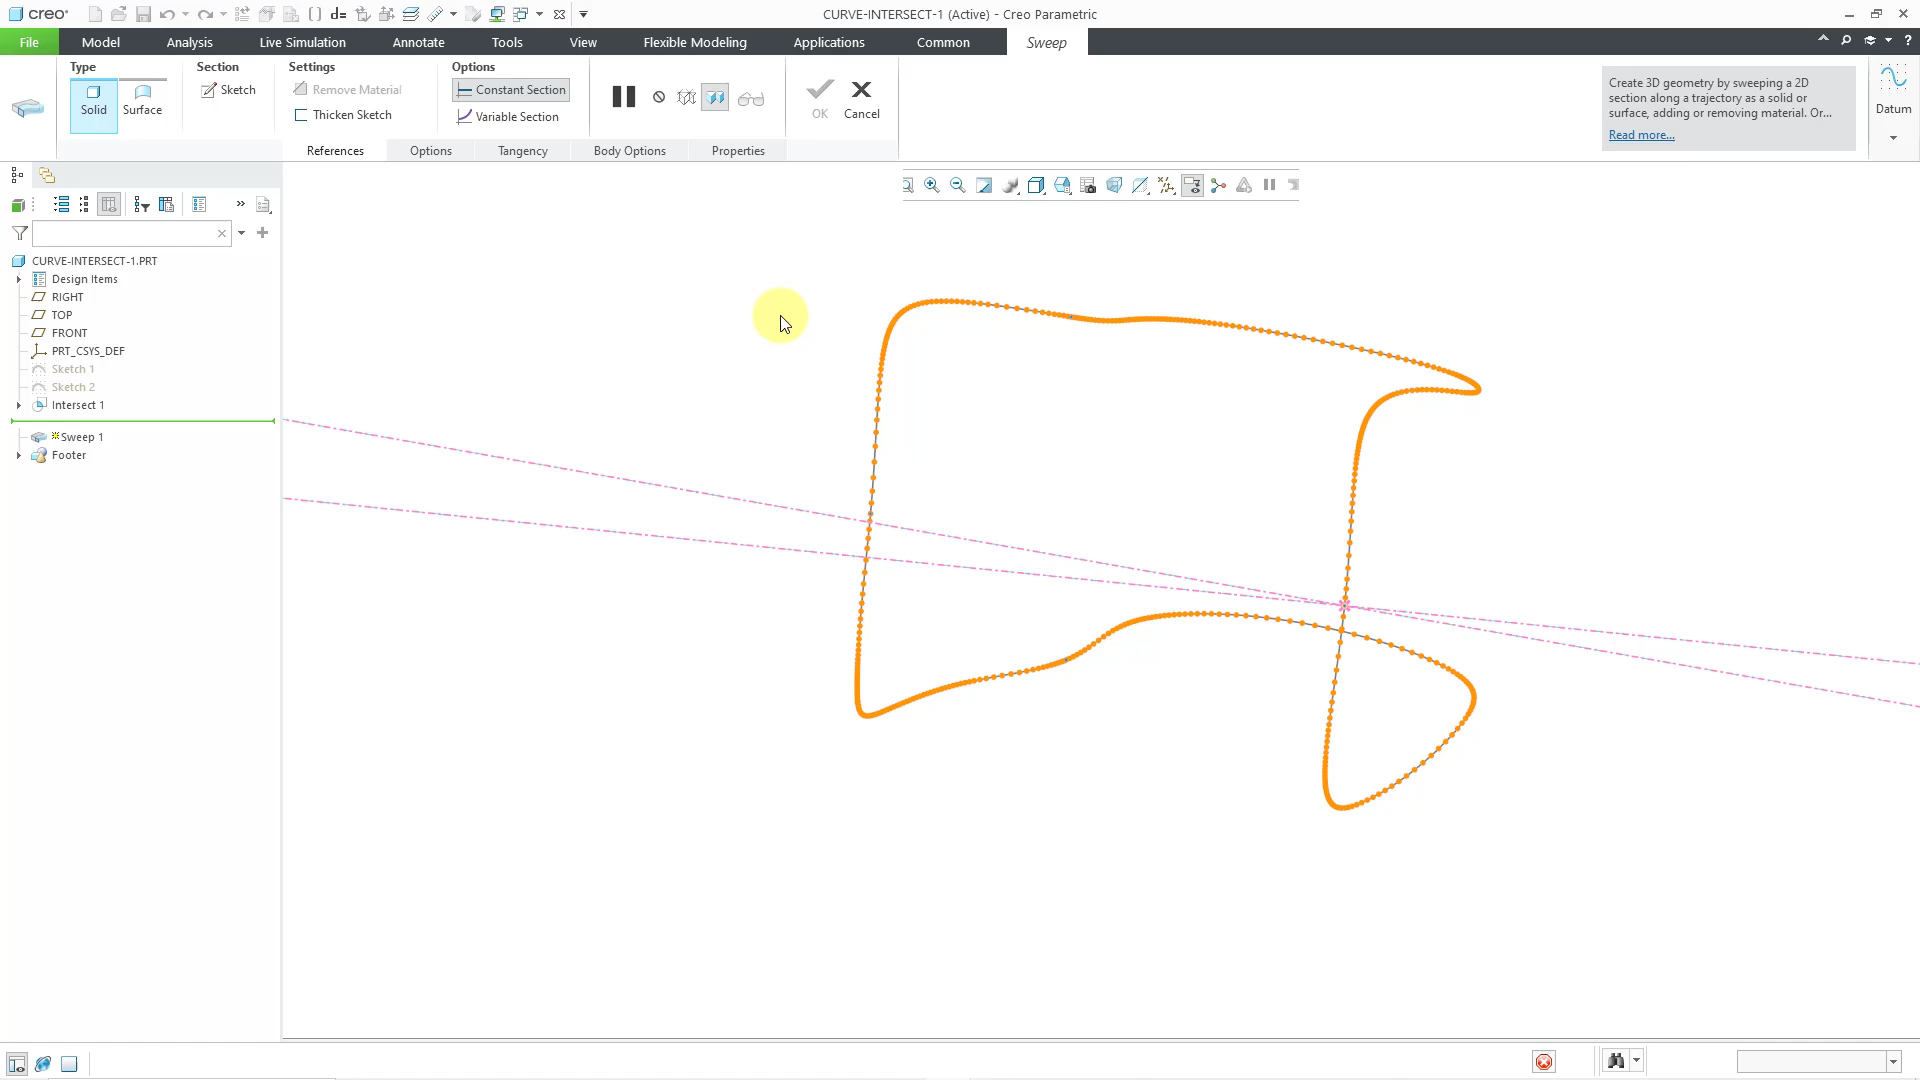 creo
d=
CURVE-INTERSECT-1 (Active) - Creo Parametric
File Model Analysis Live Simulation Annotate Tools View Flexible Modeling Applications Common Sweep
?
Type Section Settings Options
Solid Surface Sketch Remove Material Constant Section
Thicken Sketch Variable Section
OK Cancel
Create 3D geometry by sweeping a 2D
section along a trajectory as a solid or
surface, adding or removing material. Or...
Read more...
Datum
References Options Tangency Body Options Properties
CURVE-INTERSECT-1.PRT
Design Items
RIGHT
TOP
FRONT
PRT_CSYS_DEF
Sketch 1
Sketch 2
Intersect 1
Sweep 1
Footer